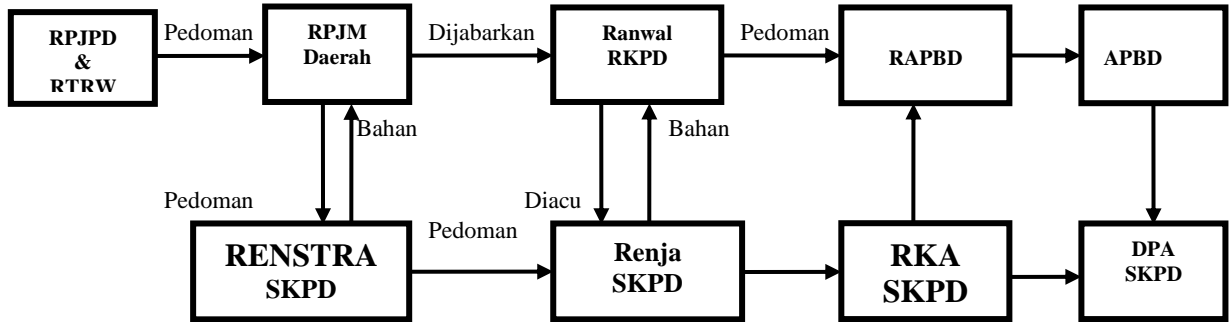 RPJPD
&
RTRW
Pedoman
RPJM
Daerah
Dijabarkan
Ranwal
RKPD
Pedoman
RAPBD
APBD
Bahan
Bahan
Pedoman
Diacu
RENSTRA
SKPD
Pedoman
Renja
SKPD
RKA
SKPD
DPA
SKPD